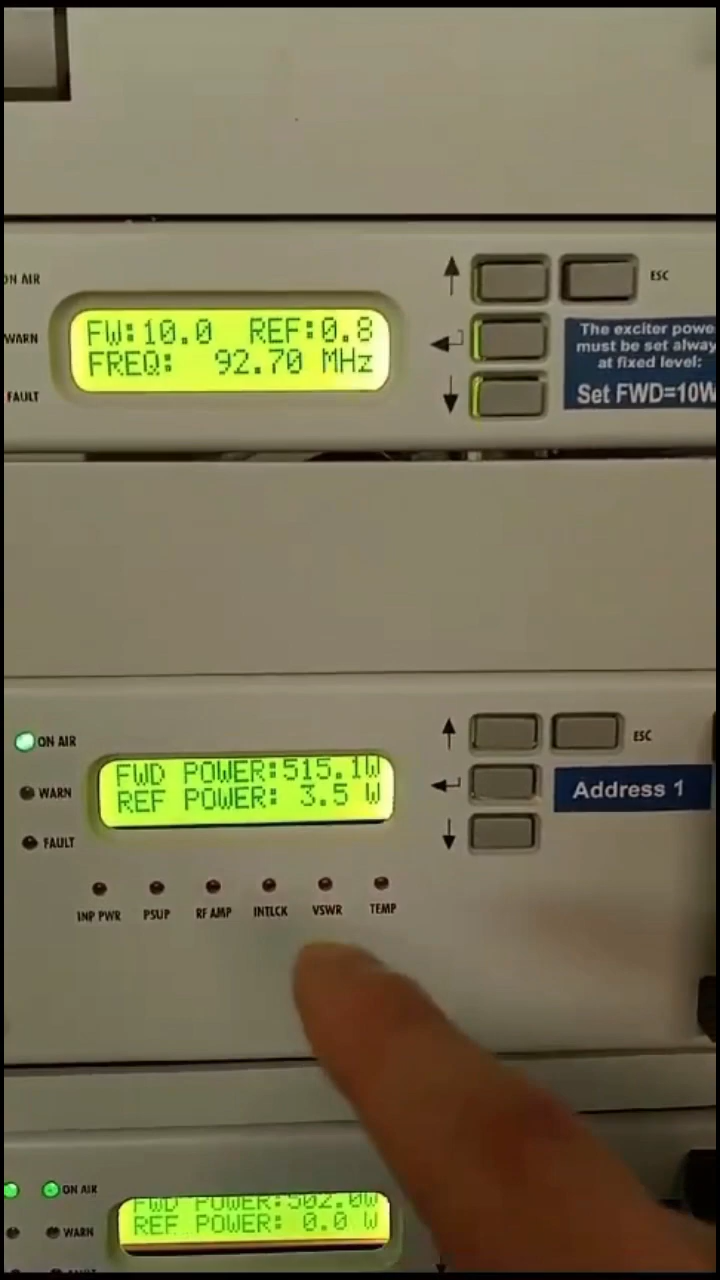 ON AIR
ESC
FW:10.0 REF:0.8
FREQ: 92.70 MHz
WARN
The exciter powe
must be set alway
at fixed level:
Set FWD=10W
FAULT
ON AIR
ESC
FWD POWER:515.1W
REF POWER: 3.5 W
WARN
Address 1
FAULT
INP PWR PSUP RF AMP INTLCK VSWR TEMP
ON AIR
FWD POWER:502.0W
REF POWER: 0.0 W
WARN